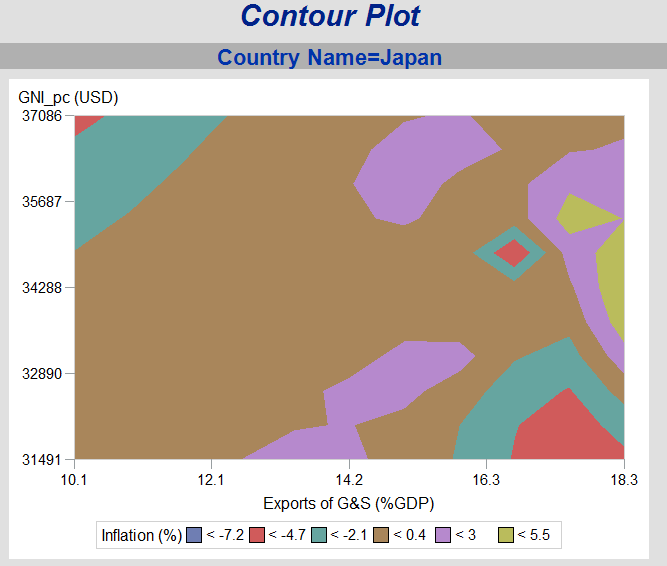 Contour Plot
Country Name=Japan
GNI_pc (USD)
37086
35687
34288
32890
31491
10.1 12.1 14.2 16.3 18.3
Exports of G&S (%GDP)
Inflation (%) < -7.2 < -4.7 < -2.1 < 0.4 < 3 < 5.5